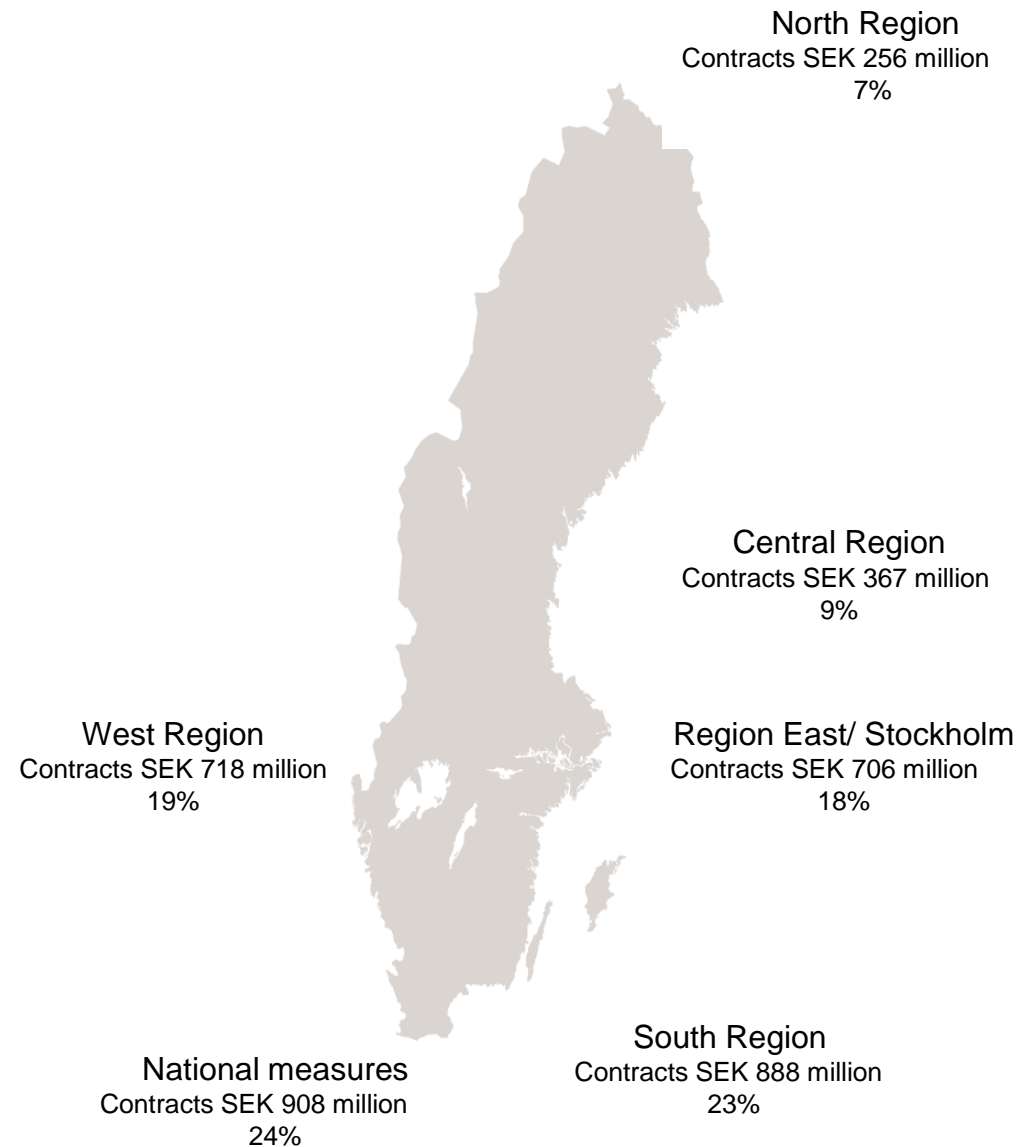 North Region
Contracts SEK 256 million
7%
Central Region
Contracts SEK 367 million
9%
West Region
Contracts SEK 718 million
19%
Region East/ Stockholm
Contracts SEK 706 million
18%
South Region
Contracts SEK 888 million
23%
National measures
Contracts SEK 908 million
24%